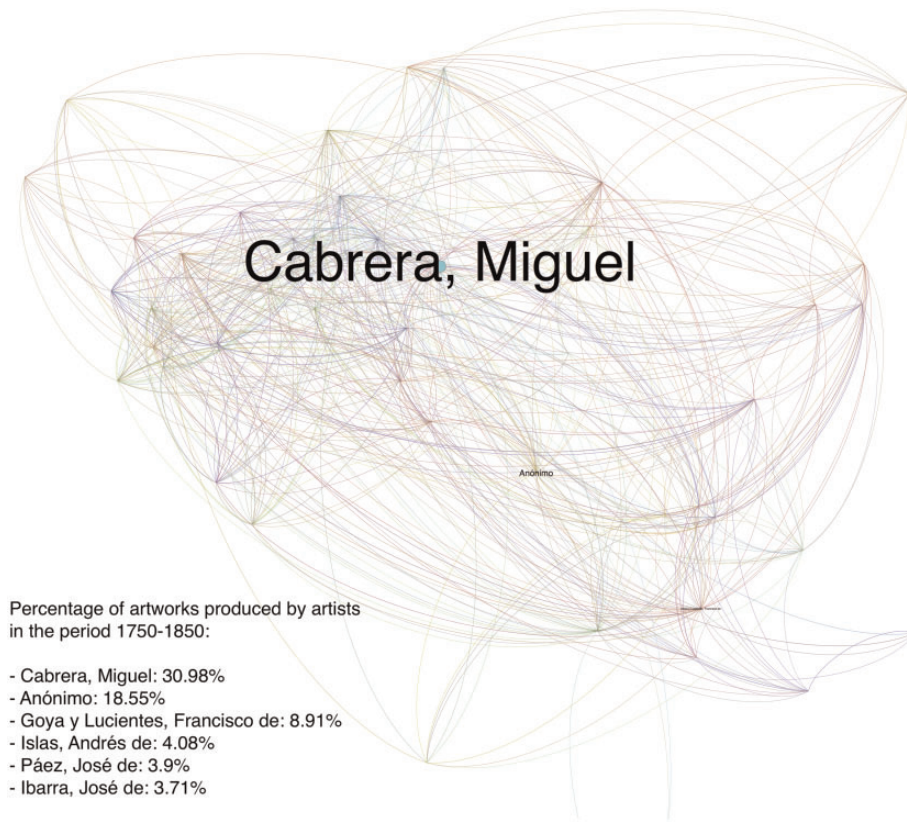 Cabrera, Miguel
Anónimo
Percentage of artworks produced by artists
in the period 1750-1850:
- Cabrera, Miguel: 30.98%
- Anónimo: 18.55%
- Goya y Lucientes, Francisco de: 8.91%
- Islas, Andrés de: 4.08%
- Páez, José de: 3.9%
- Ibarra, José de: 3.71%